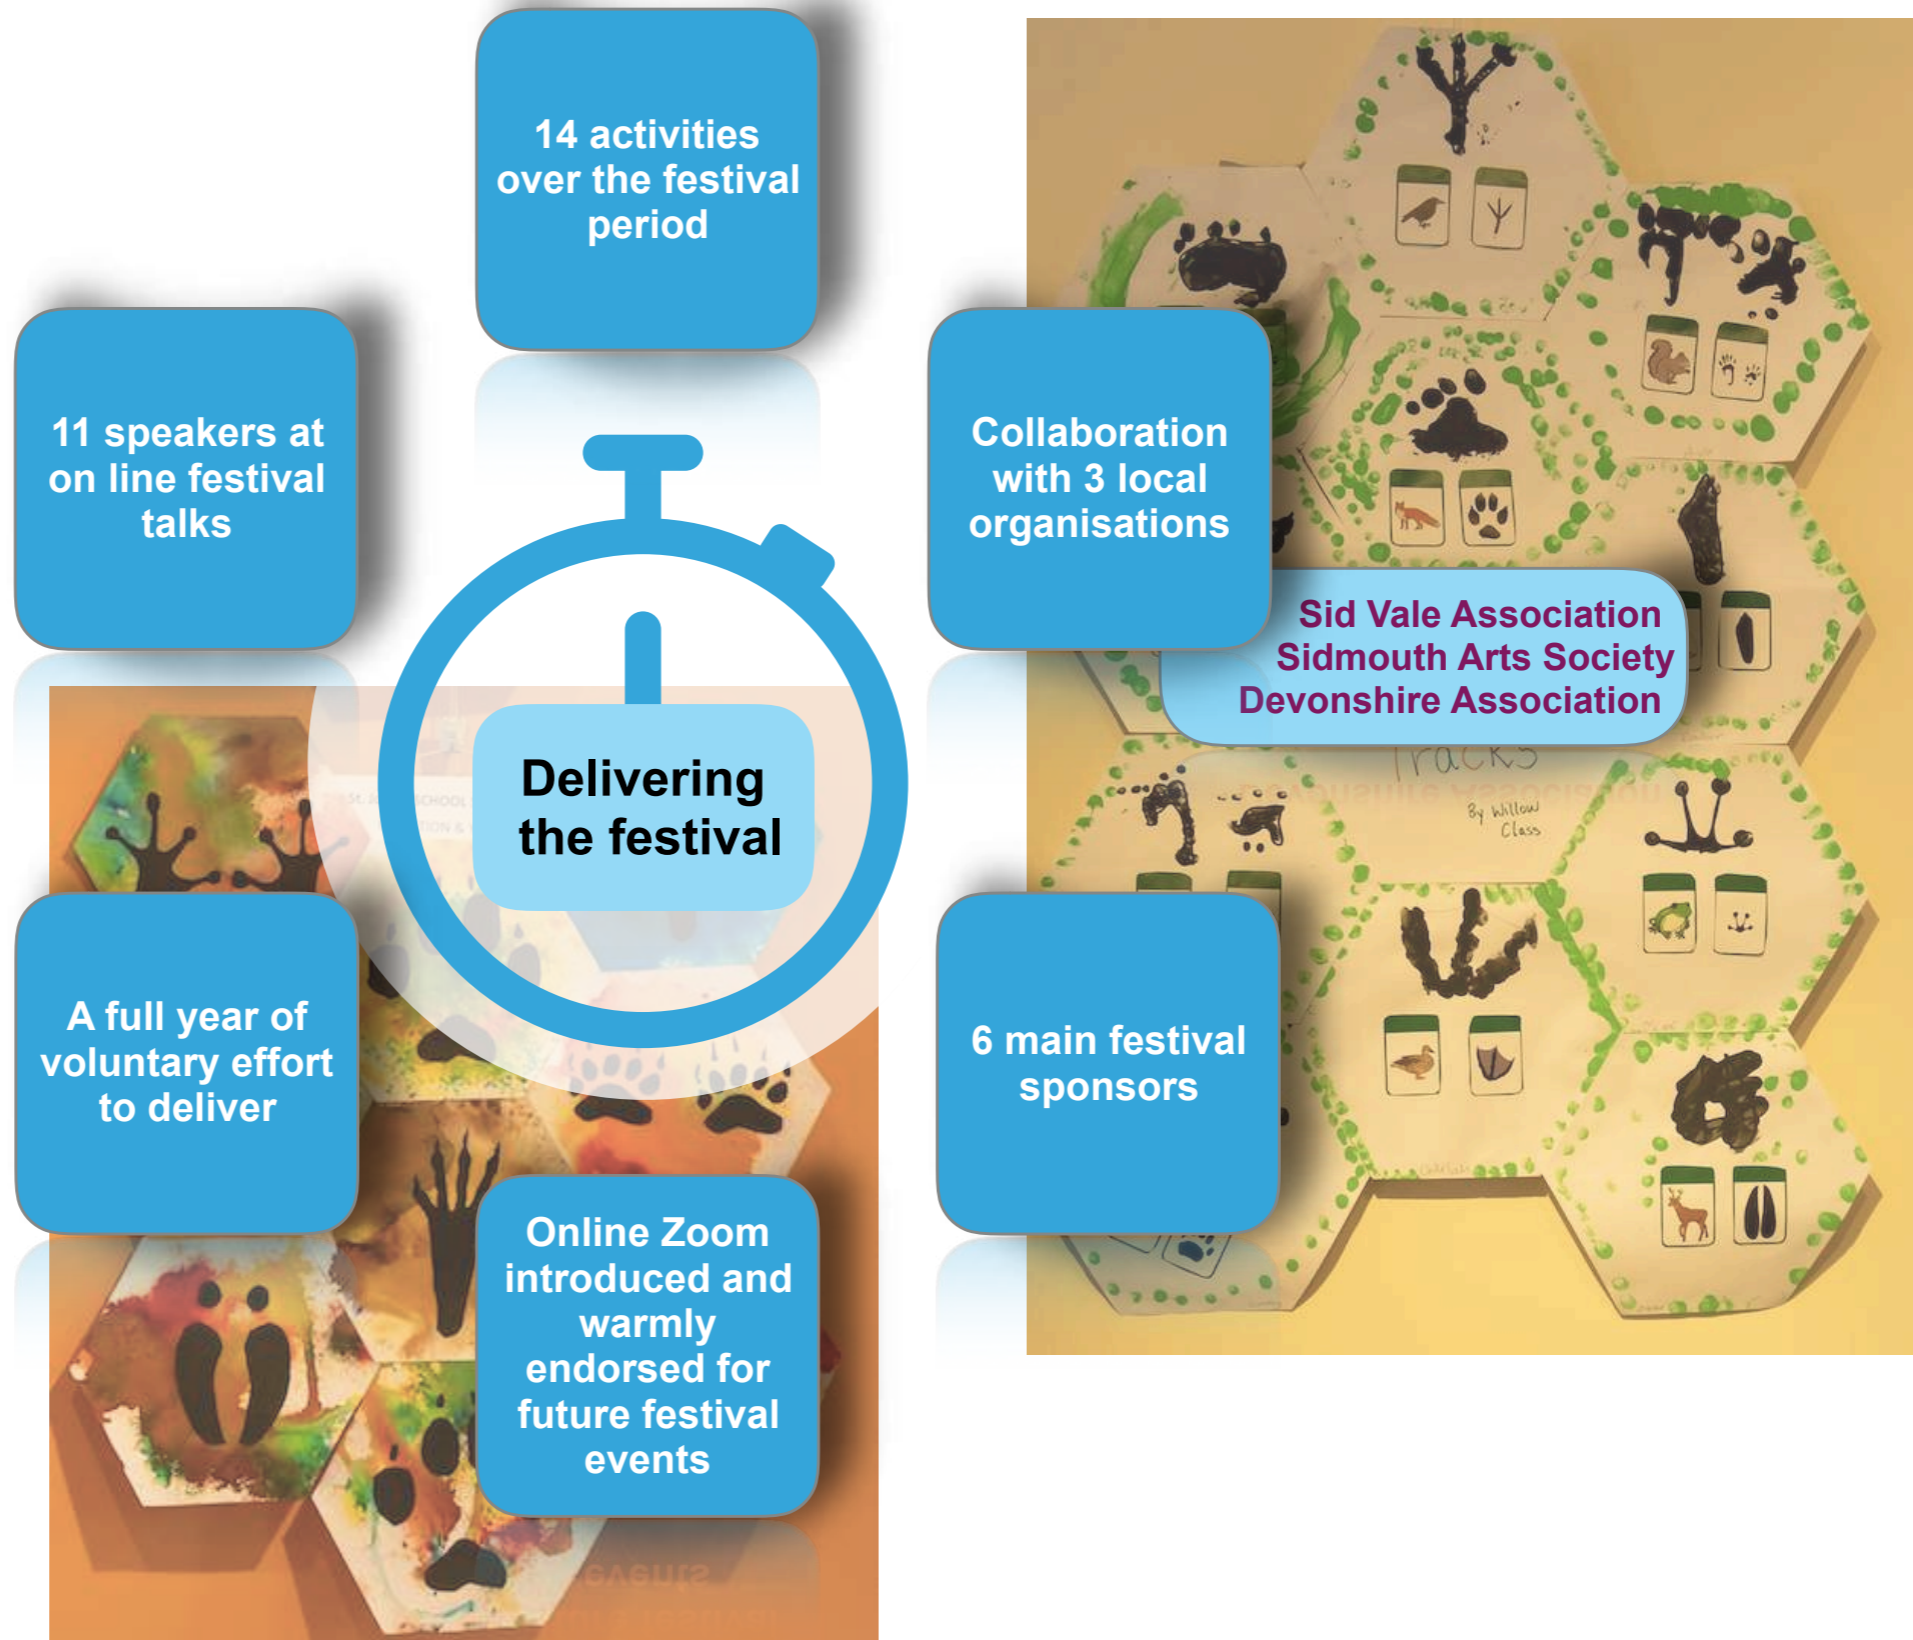 14 activities
over the festival
period
11 speakers at
on line festival
talks
Collaboration
with 3 local
organisations
Sid Vale Association
Sidmouth Arts Society
Devonshire Association
Delivering
the festival
Tracks
By Willow
Class
A full year of
voluntary effort
to deliver
6 main festival
sponsors
Online Zoom
introduced and
warmly
endorsed for
future festival
events